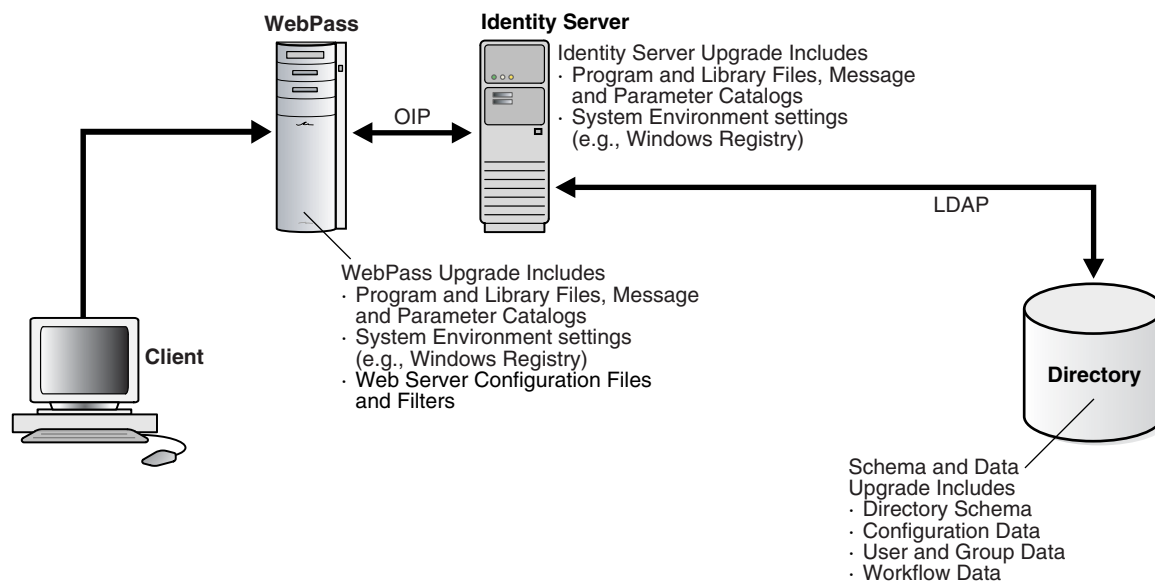 WebPass
Identity Server
Identity Server Upgrade Includes
· Program and Library Files, Message
and Parameter Catalogs
· System Environment settings
(e.g., Windows Registry)
OIP
LDAP
WebPass Upgrade Includes
· Program and Library Files, Message
and Parameter Catalogs
· System Environment settings
(e.g., Windows Registry)
· Web Server Configuration Files
and Filters
Client
Directory
Schema and Data
Upgrade Includes
· Directory Schema
· Configuration Data
· User and Group Data
· Workflow Data